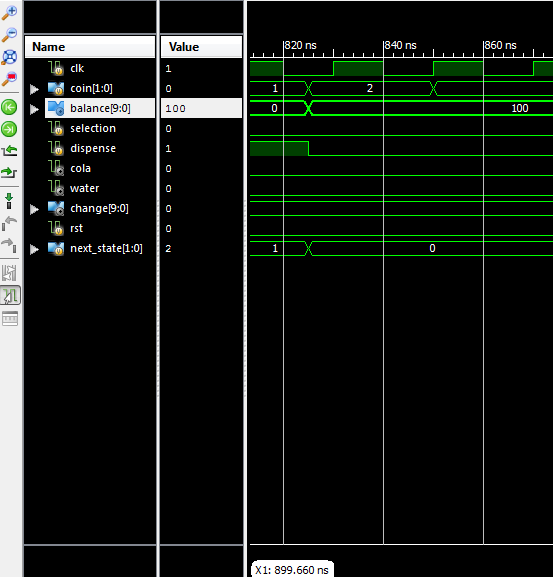 Name Value
820 ns 840 ns 860 ns
clk 1
coin[1:0] 0 1 2
balance[9:0] 100 0 100
selection 0
dispense 1
cola 0
water 0
change[9:0] 0
rst 0
next_state[1:0] 2 1 0
X1: 899.660 ns